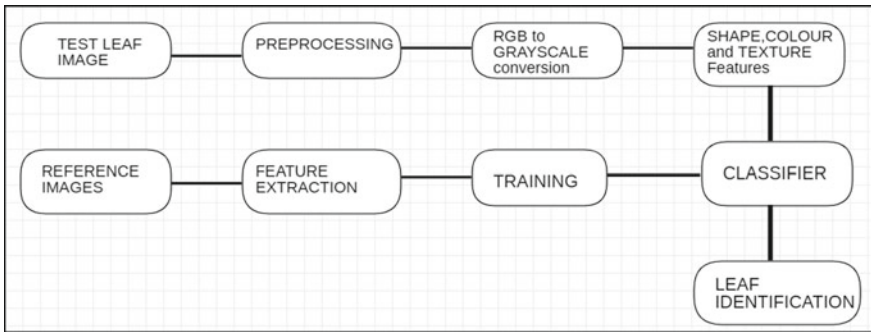 TEST LEAF
IMAGE
PREPROCESSING
RGB to
GRAYSCALE
conversion
SHAPE,COLOUR
and TEXTURE
Features
REFERENCE
IMAGES
FEATURE
EXTRACTION
TRAINING
CLASSIFIER
LEAF
IDENTIFICATION